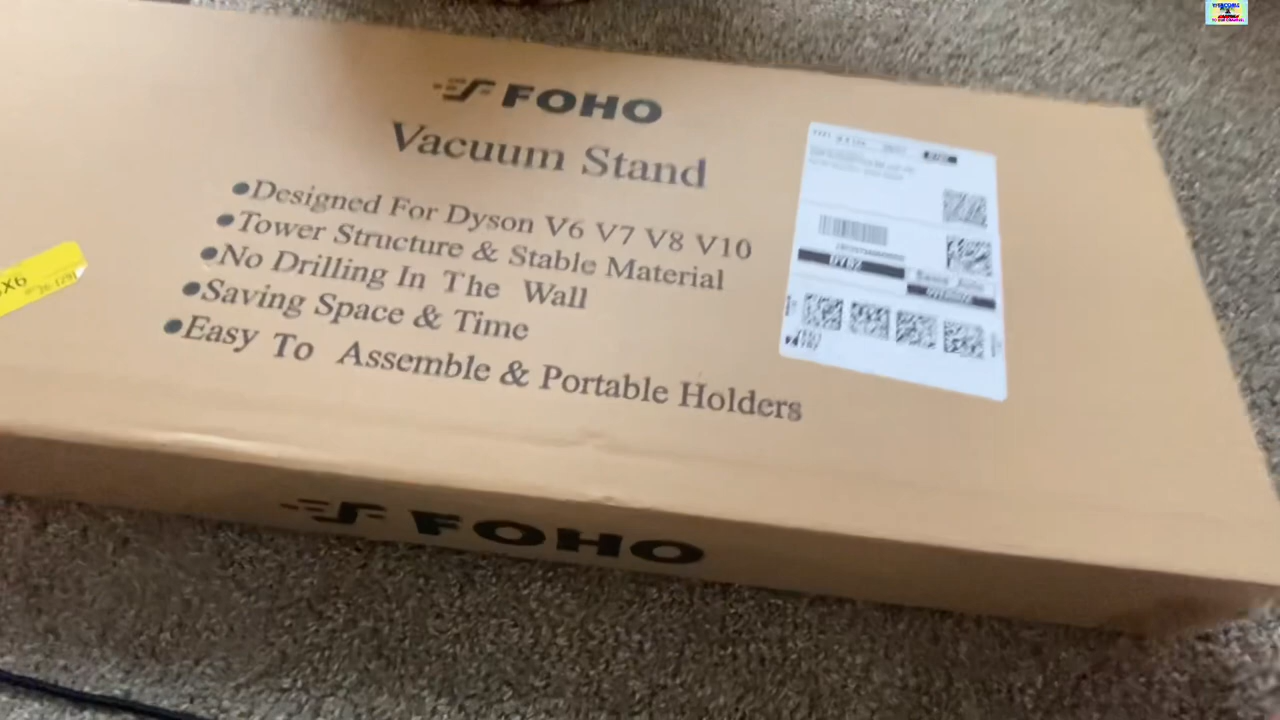 FOHO
Vacuum Stand
●Designed For Dyson V6 V7 V8 V10
●Tower Structure & Stable Material
●No Drilling In The Wall
●Saving Space & Time
●Easy To Assemble & Portable Holders
FOHO